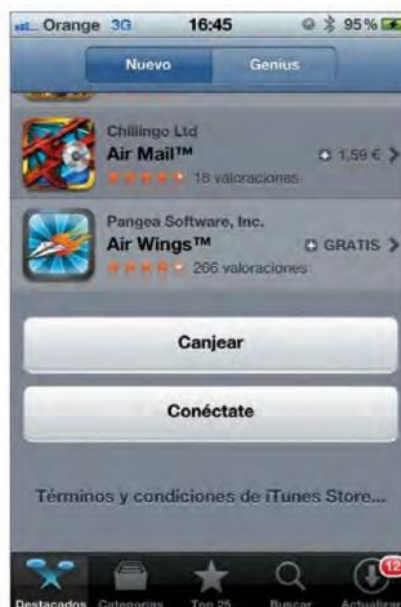 Orange 3G 16:45 95 %
Nuevo Genius
Chillingo Ltd
Air Mail™ 1,59 €
18 valoraciones
Pangea Software, Inc.
Air Wings™ GRATIS
266 valoraciones
Canjear
Conéctate
Términos y condiciones de iTunes Store...
12
Destacados Categorías Top 25 Buscar Actualizar